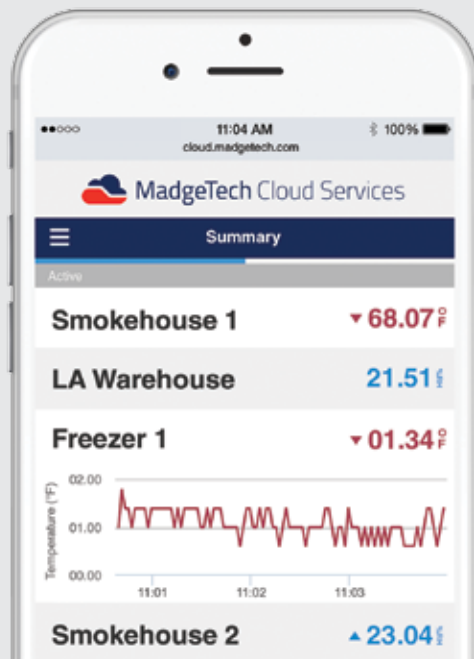 11:04 AM
100%
cloud.madgetech.com
MadgeTech Cloud Services
Summary
Active
Smokehouse 1
68.07 °F
LA Warehouse
21.51
Freezer 1
01.34 °F
Temperature (°F)
02.00
01.00
00.00
11:01
11:02
11:03
Smokehouse 2
23.04